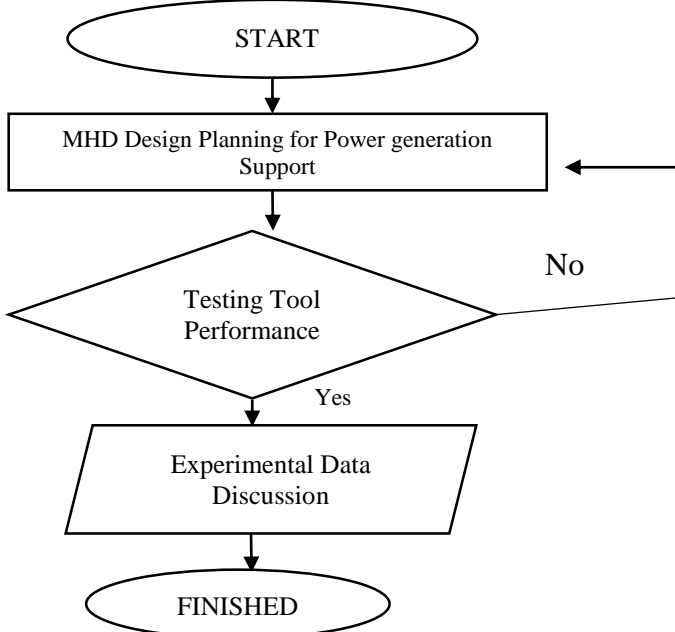 START
MHD Design Planning for Power generation
Support
No
Testing Tool
Performance
Yes
Experimental Data
Discussion
FINISHED